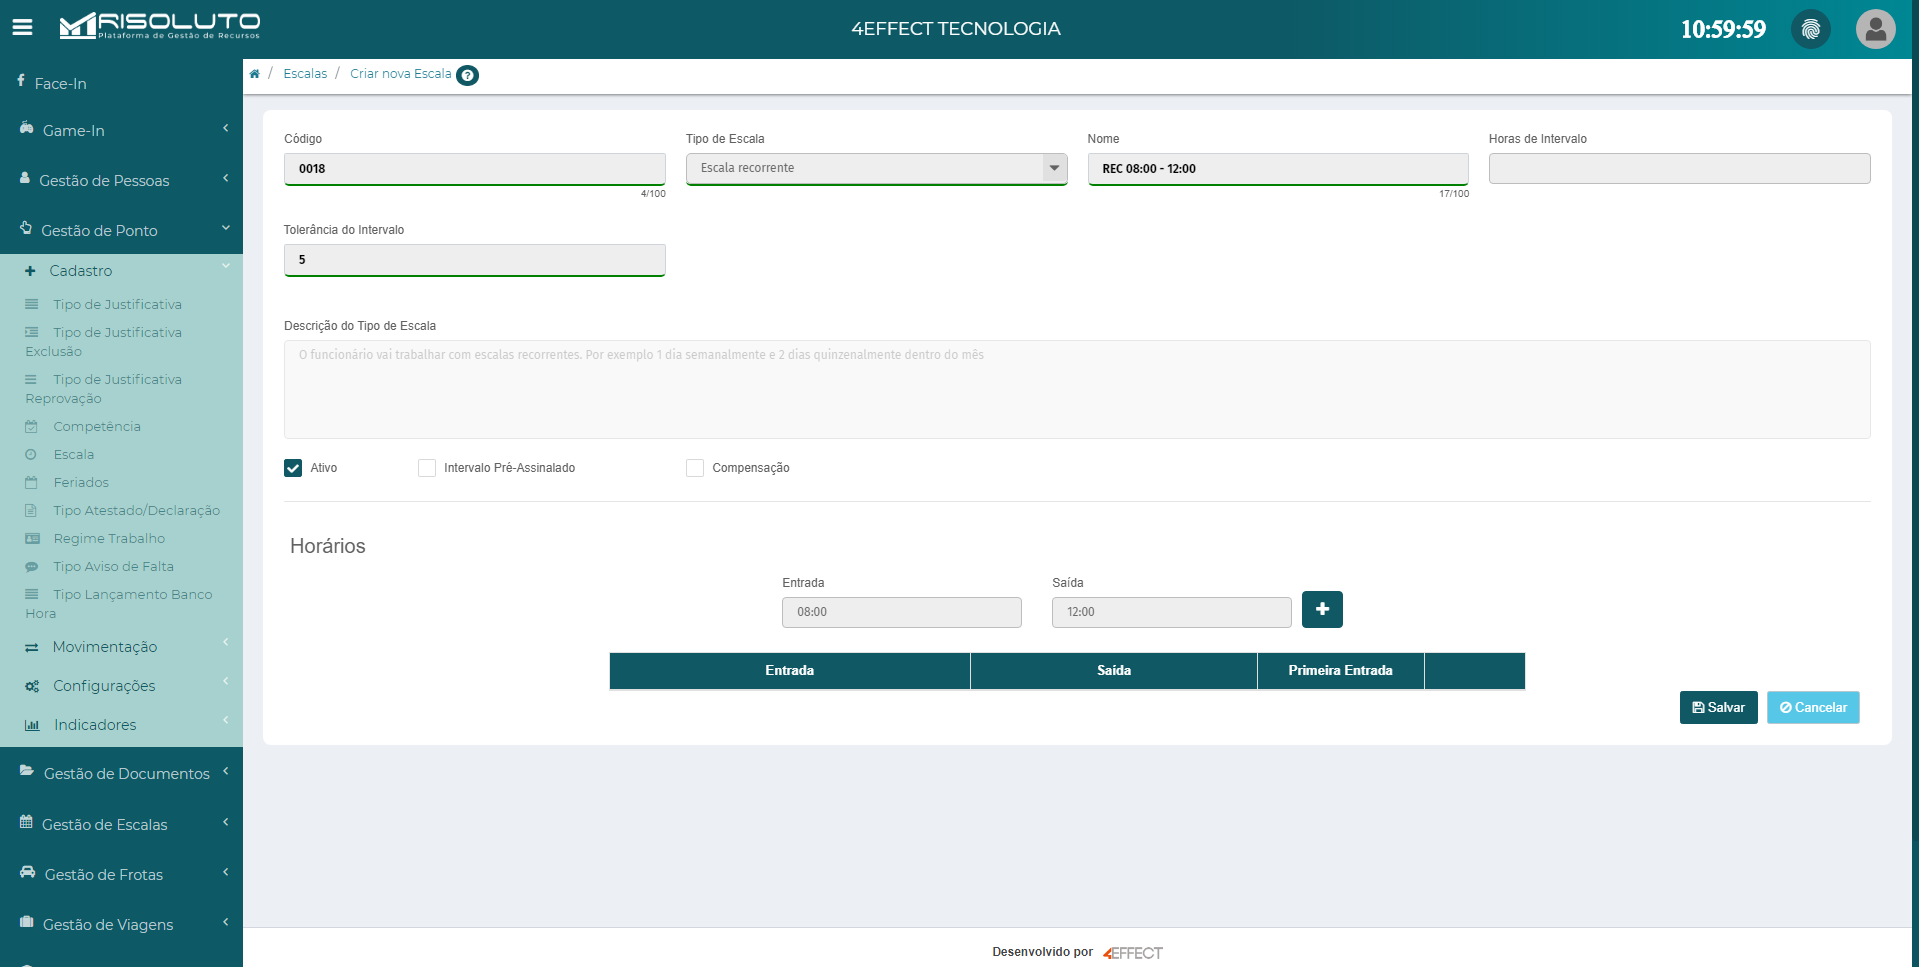 RISOLUTO
Plataforma de Gestão de Recursos
4EFFECT TECNOLOGIA
10:59:59
Face-In
Game-In
Gestão de Pessoas
Gestão de Ponto
Cadastro
Tipo de Justificativa
Tipo de Justificativa
Exclusão
Tipo de Justificativa
Reprovação
Competência
Escala
Feriados
Tipo Atestado/Declaração
Regime Trabalho
Tipo Aviso de Falta
Tipo Lançamento Banco
Hora
Movimentação
Configurações
Indicadores
Gestão de Documentos
Gestão de Escalas
Gestão de Frotas
Gestão de Viagens
/ Escalas / Criar nova Escala ?
Código
0018
4/100
Tipo de Escala
Escala recorrente
Nome
REC 08:00 - 12:00
17/100
Horas de Intervalo
Tolerância do Intervalo
5
Descrição do Tipo de Escala
O funcionário vai trabalhar com escalas recorrentes. Por exemplo 1 dia semanalmente e 2 dias quinzenalmente dentro do mês
Ativo
Intervalo Pré-Assinalado
Compensação
Horários
Entrada
08:00
Saída
12:00
Entrada Saída Primeira Entrada
Salvar
Cancelar
Desenvolvido por 4EFFECT